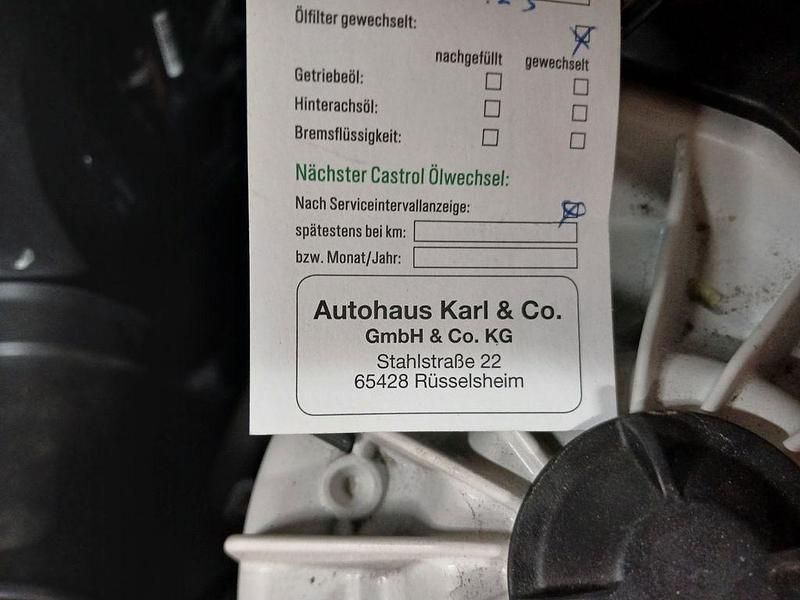 Ölfilter gewechselt:
nachgefüllt gewechselt
Getriebeöl:
Hinterachsöl:
Bremsflüssigkeit:
Nächster Castrol Ölwechsel:
Nach Serviceintervallanzeige:
spätestens bei km:
bzw. Monat/Jahr:
Autohaus Karl & Co.
GmbH & Co. KG
Stahlstraße 22
65428 Rüsselsheim